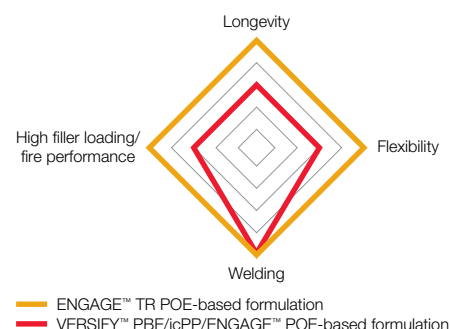 Longevity
High filler loading/
fire performance
Flexibility
Welding
ENGAGE™ TR POE-based formulation
VERSIFY™ PBE/icPP/ENGAGE™ POE-based formulation